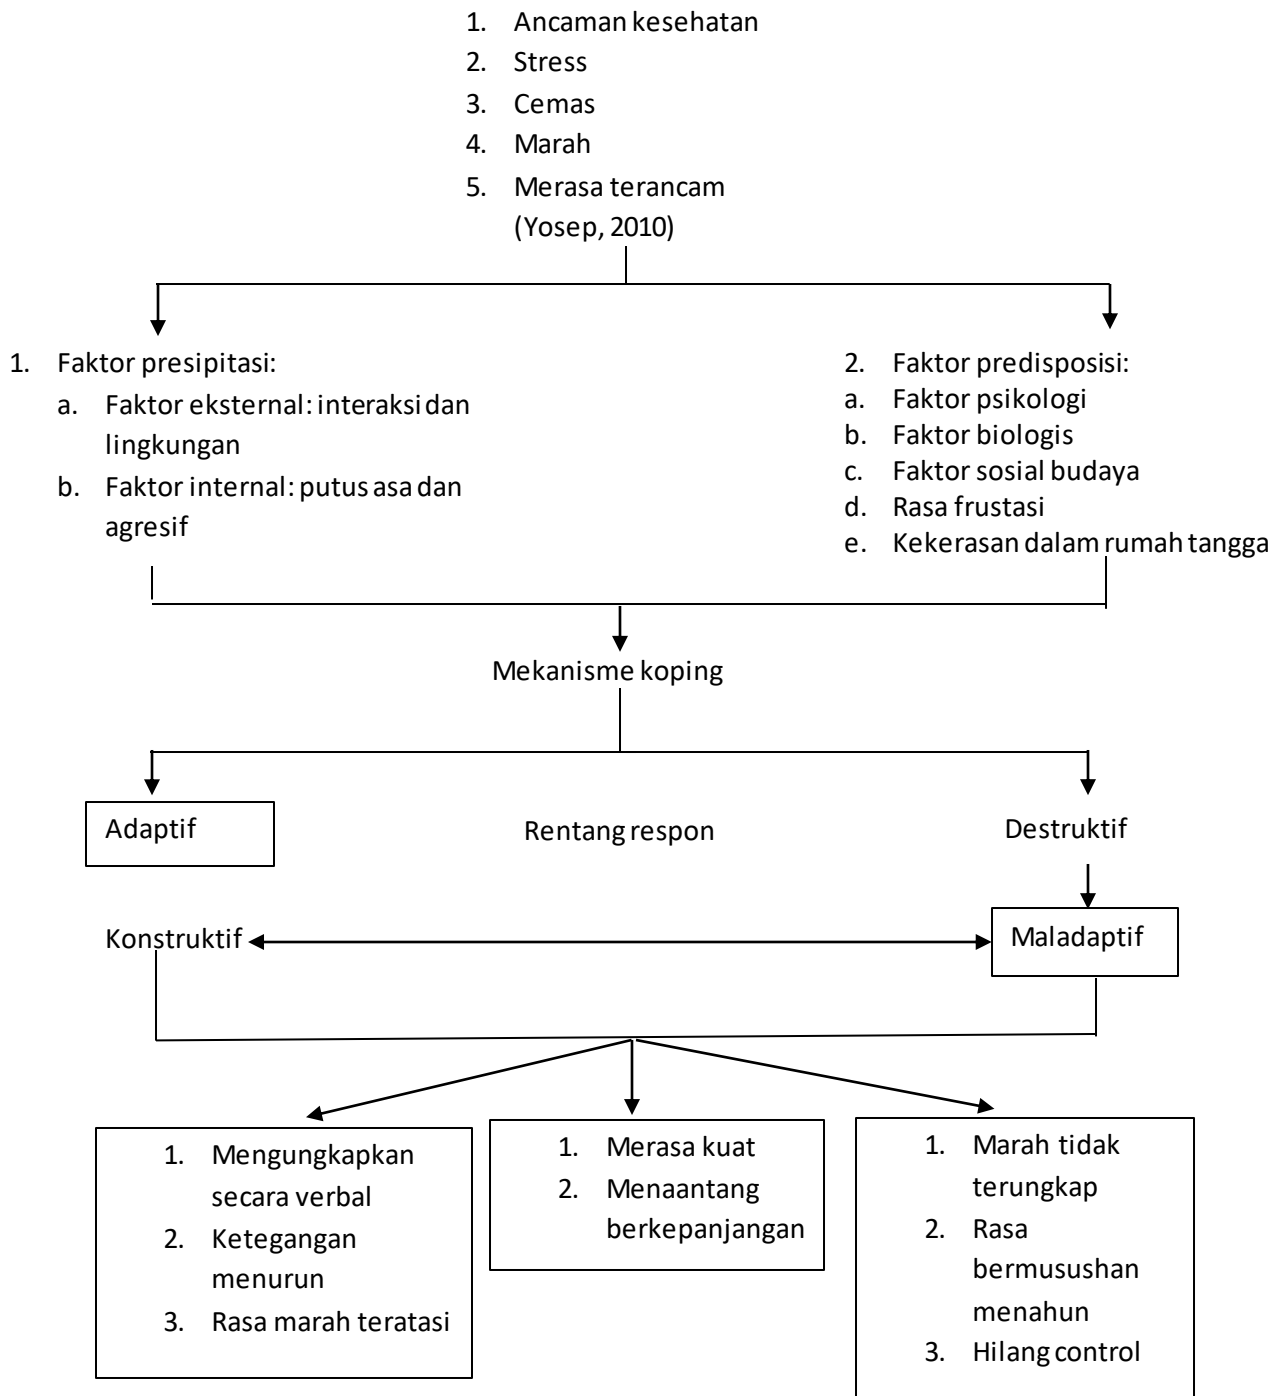 1. Ancaman kesehatan
2. Stress
3. Cemas
4. Marah
5. Merasa terancam
(Yosep, 2010)
1. Faktor presipitasi:
a. Faktor eksternal: interaksi dan
lingkungan
b. Faktor internal: putus asa dan
agresif
2. Faktor predisposisi:
a. Faktor psikologi
b. Faktor biologis
c. Faktor sosial budaya
d. Rasa frustasi
e. Kekerasan dalam rumah tangga
Mekanisme koping
Adaptif
Rentang respon
Destruktif
Konstruktif
Maladaptif
1. Mengungkapkan
secara verbal
2. Ketegangan
menurun
3. Rasa marah teratasi
1. Merasa kuat
2. Menaantang
berkepanjangan
1. Marah tidak
terungkap
2. Rasa
bermusushan
menahun
3. Hilang control